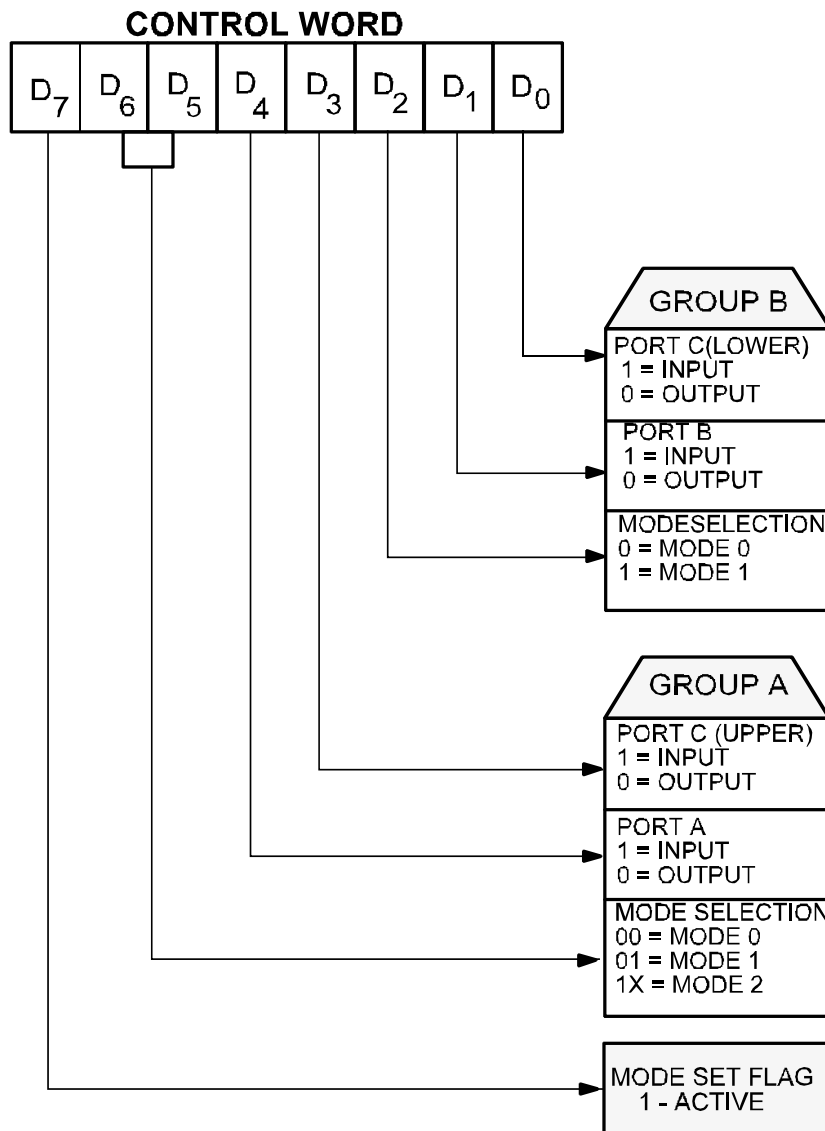 CONTROL WORD
D7 D6 D5 D4 D3 D2 D1 D0
GROUP B
PORT C(LOWER)
1 = INPUT
0 = OUTPUT
PORT B
1 = INPUT
0 = OUTPUT
MODESELECTION
0 = MODE 0
1 = MODE 1
GROUP A
PORT C (UPPER)
1 = INPUT
0 = OUTPUT
PORT A
1 = INPUT
0 = OUTPUT
MODE SELECTION
00 = MODE 0
01 = MODE 1
1X = MODE 2
MODE SET FLAG
1 - ACTIVE